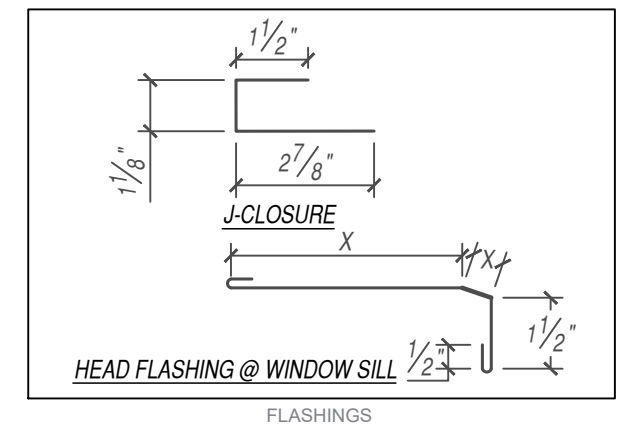 1 1/2"
1 1/8"
2 7/8"
J-CLOSURE
X
X
1 1/2"
1/2"
HEAD FLASHING @ WINDOW SILL
FLASHINGS